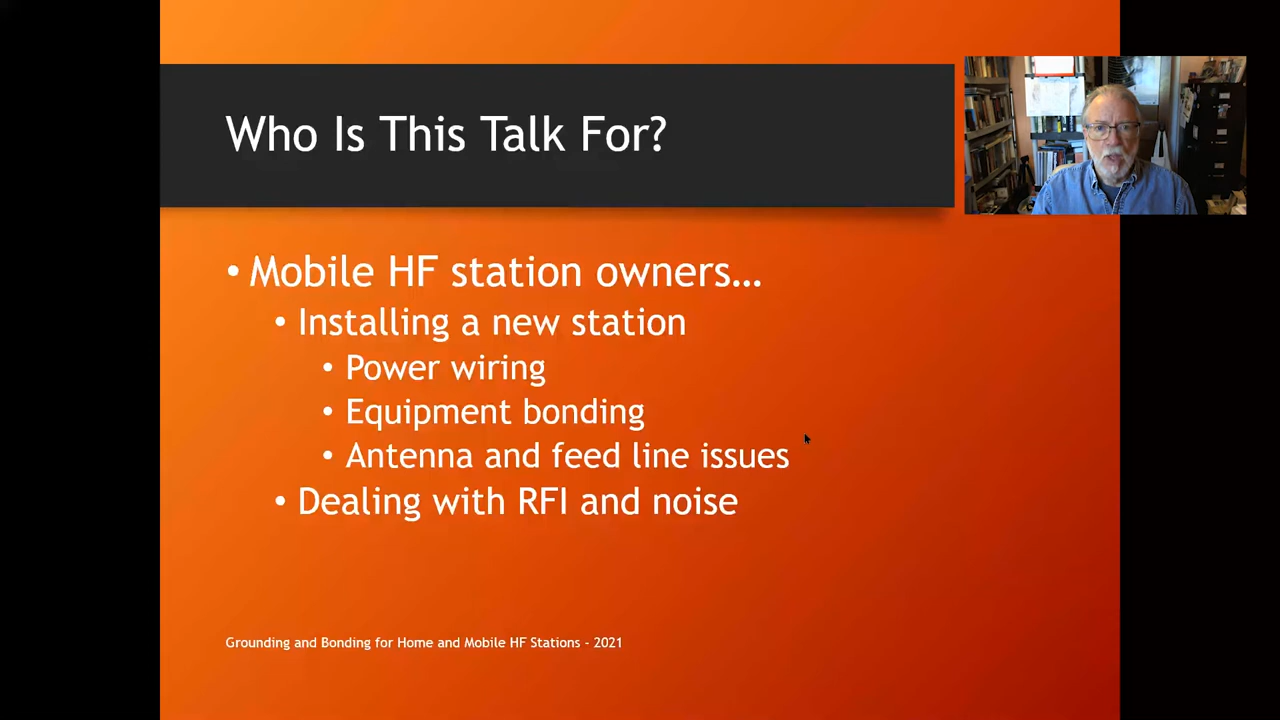 Who Is This Talk For?
• Mobile HF station owners…
• Installing a new station
• Power wiring
• Equipment bonding
• Antenna and feed line issues
• Dealing with RFI and noise
Grounding and Bonding for Home and Mobile HF Stations - 2021